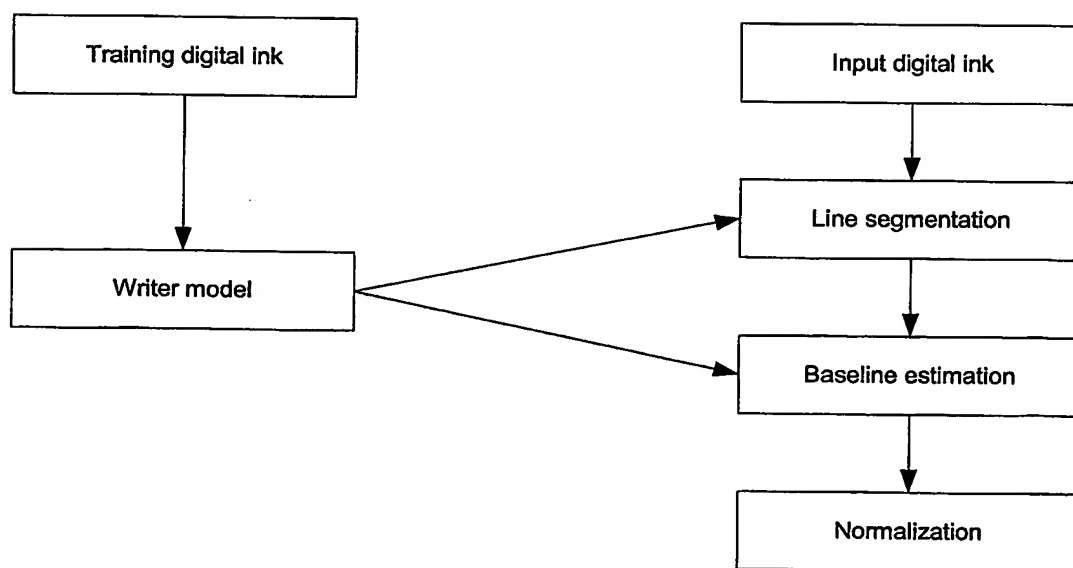 Training digital ink
Input digital ink
Line segmentation
Writer model
Baseline estimation
Normalization